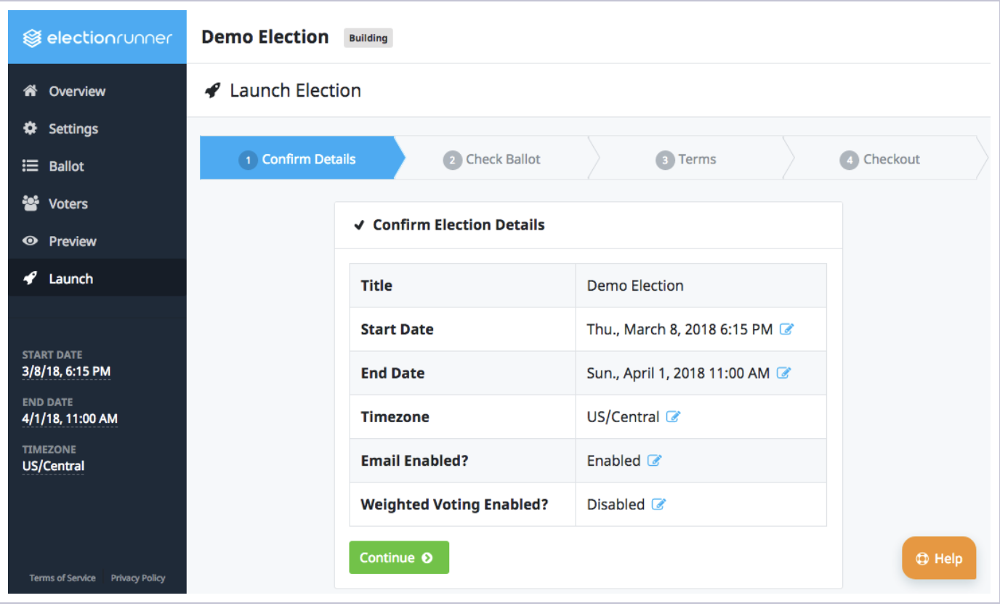 electionrunner
Demo Election Building
Overview
Settings
Ballot
Voters
Preview
Launch
START DATE
3/8/18, 6:15 PM
END DATE
4/1/18, 11:00 AM
TIMEZONE
US/Central
Terms of Service Privacy Policy
Launch Election
1 Confirm Details 2 Check Ballot 3 Terms 4 Checkout
Confirm Election Details
Title Demo Election
Start Date Thu., March 8, 2018 6:15 PM
End Date Sun., April 1, 2018 11:00 AM
Timezone US/Central
Email Enabled? Enabled
Weighted Voting Enabled? Disabled
Continue
Help